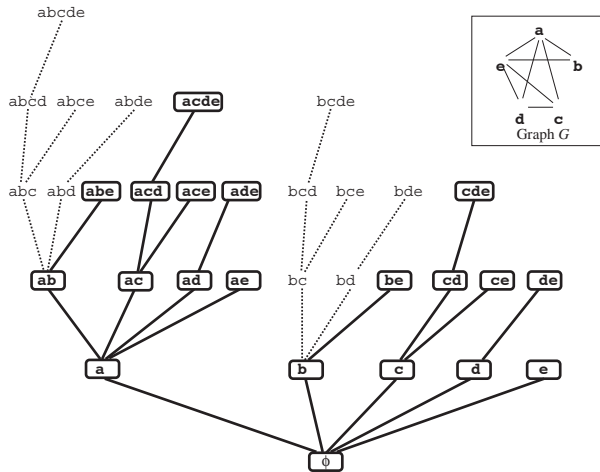 abcde
a
e b
d c
Graph G
abcd abce abde acde bcde
abc abd abe acd ace ade bcd bce bde cde
ab ac ad ae bc bd be cd ce de
a b c d e
ϕ